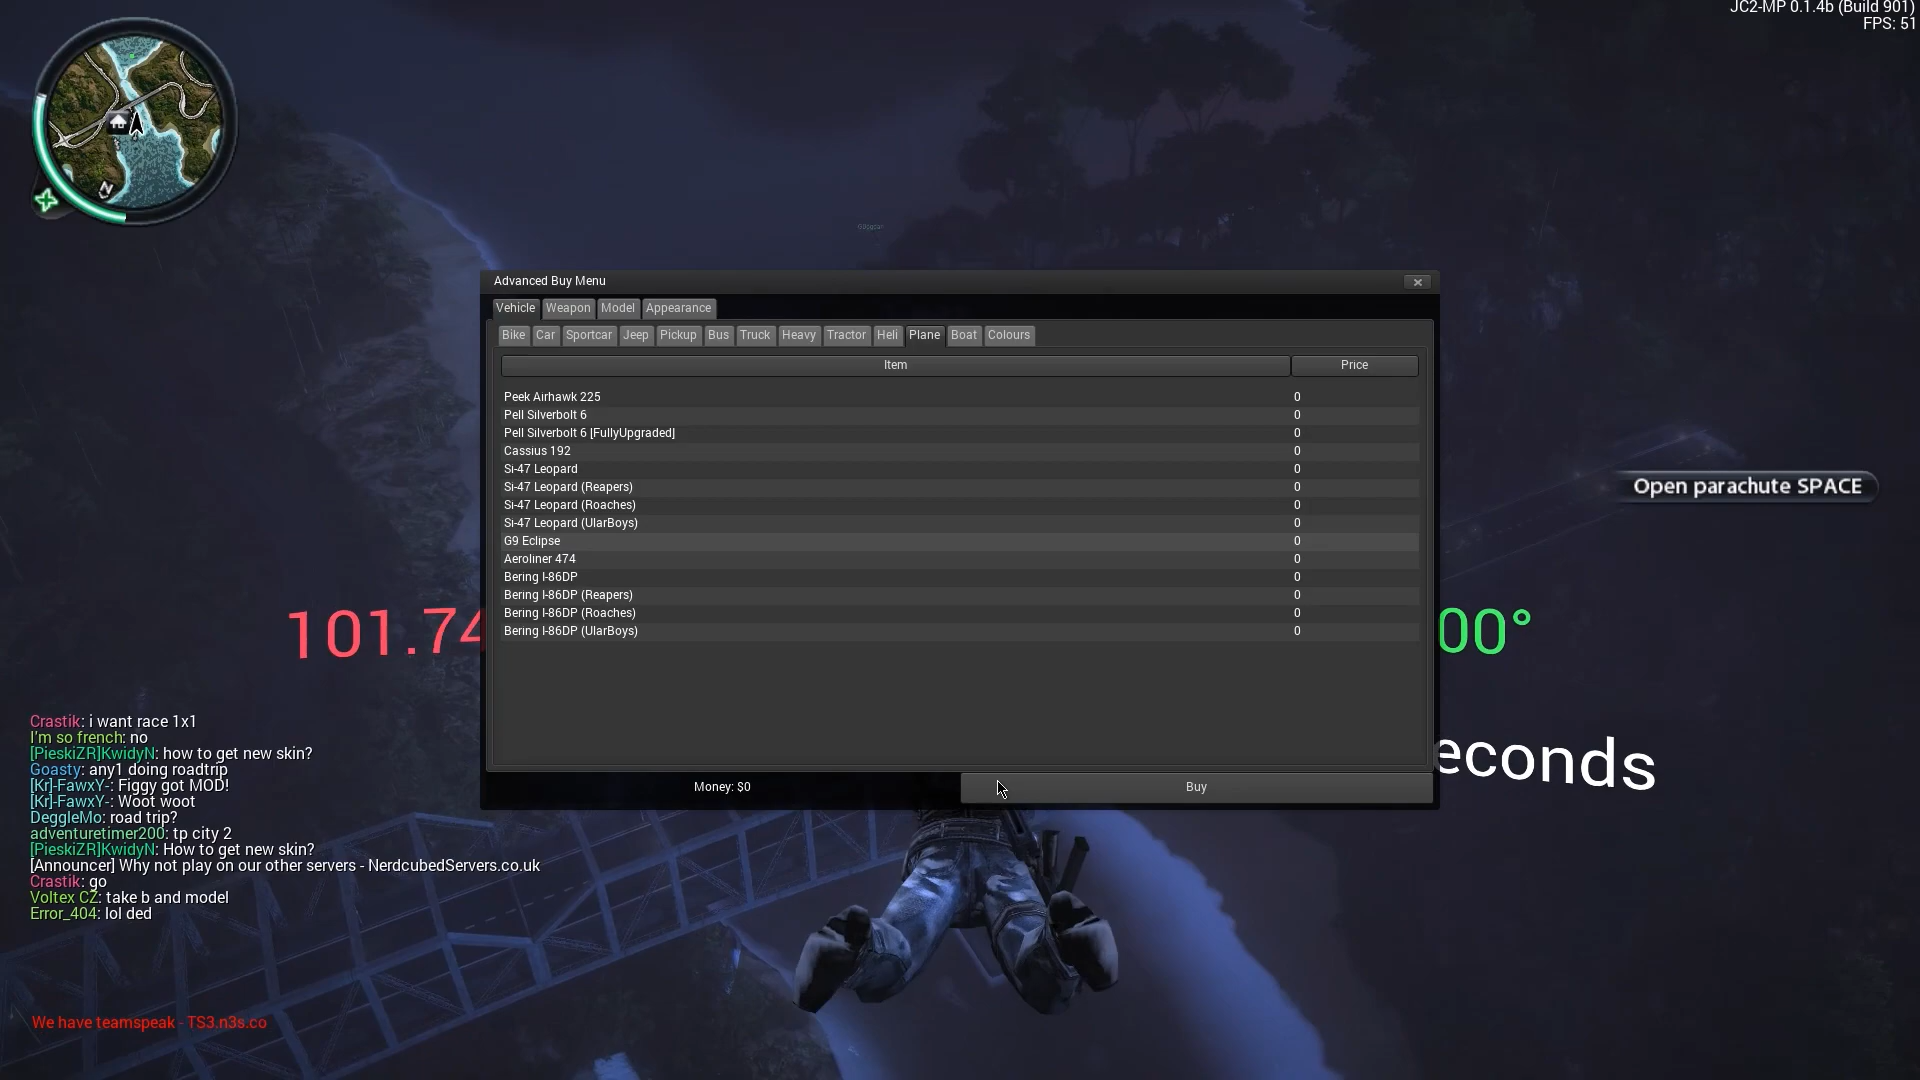 JC2-MP 0.1.4b (Build 901)
FPS: 51
N
Advanced Buy Menu
Vehicle Weapon Model Appearance
Bike Car Sportcar Jeep Pickup Bus Truck Heavy Tractor Heli Plane Boat Colours
Item Price
Peek Airhawk 225 0
Pell Silverbolt 6 0
Pell Silverbolt 6 [FullyUpgraded] 0
Cassius 192 0
Si-47 Leopard 0
Si-47 Leopard (Reapers) 0
Si-47 Leopard (Roaches) 0
Si-47 Leopard (UlarBoys) 0
G9 Eclipse 0
Aeroliner 474 0
Bering I-86DP 0
Bering I-86DP (Reapers) 0
Bering I-86DP (Roaches) 0
Bering I-86DP (UlarBoys) 0
Money: $0 Buy
Open parachute SPACE
101.74
00°
econds
Crastik: i want race 1x1
I'm so french: no
[PieskiZR]KwidyN: how to get new skin?
Goasty: any1 doing roadtrip
[Kr]-FawxY-: Figgy got MOD!
[Kr]-FawxY-: Woot woot
DeggleMo: road trip?
adventuretimer200: tp city 2
[PieskiZR]KwidyN: How to get new skin?
[Announcer] Why not play on our other servers - NerdcubedServers.co.uk
Crastik: go
Voltex CZ: take b and model
Error_404: lol ded
We have teamspeak - TS3.n3s.co